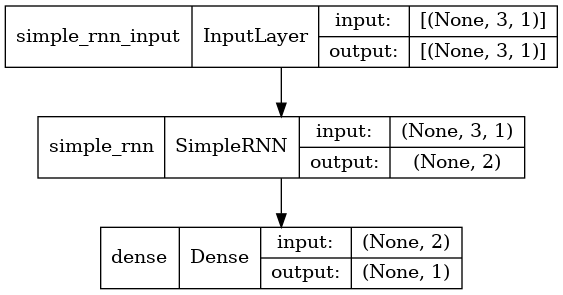 simple_rnn_input InputLayer input: [(None, 3, 1)]
output: [(None, 3, 1)]
simple_rnn SimpleRNN input: (None, 3, 1)
output: (None, 2)
dense Dense input: (None, 2)
output: (None, 1)